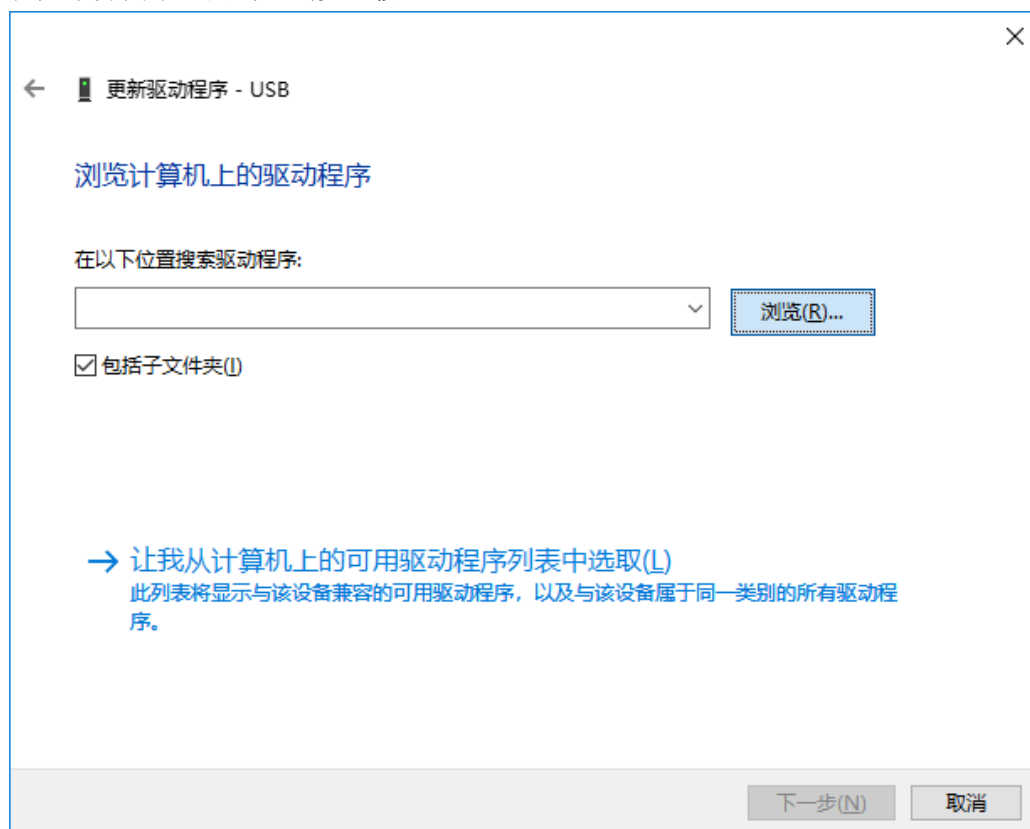 更新驱动程序 - USB
浏览计算机上的驱动程序
在以下位置搜索驱动程序:
浏览(R)...
包括子文件夹(I)
让我从计算机上的可用驱动程序列表中选取(L)
此列表将显示与该设备兼容的可用驱动程序，以及与该设备属于同一类别的所有驱动程
序。
下一步(N)
取消